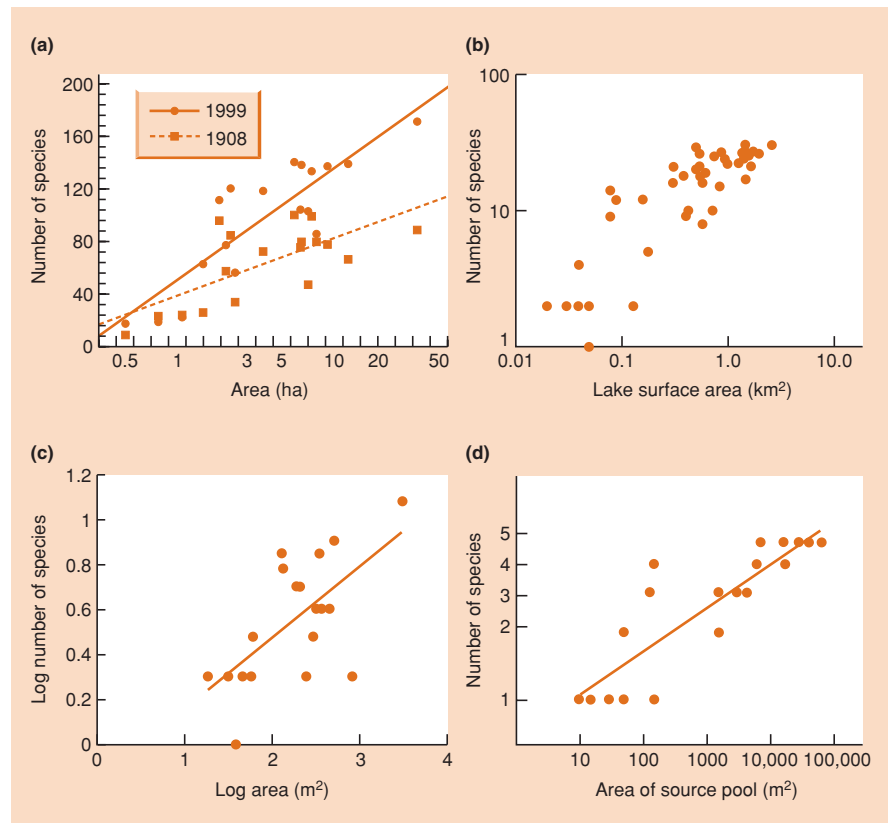 (a)
Number of species
200
160
120
80
40
0
1999
1908
0.5 1 3 5 10 20 50
Area (ha)
(b)
Number of species
100
10
1
0.01 0.1 1.0 10.0
Lake surface area (km²)
(c)
Log number of species
1.2
1
0.8
0.6
0.4
0.2
0
0 1 2 3 4
Log area (m²)
(d)
Number of species
5
4
3
2
1
10 100 1000 10,000 100,000
Area of source pool (m²)